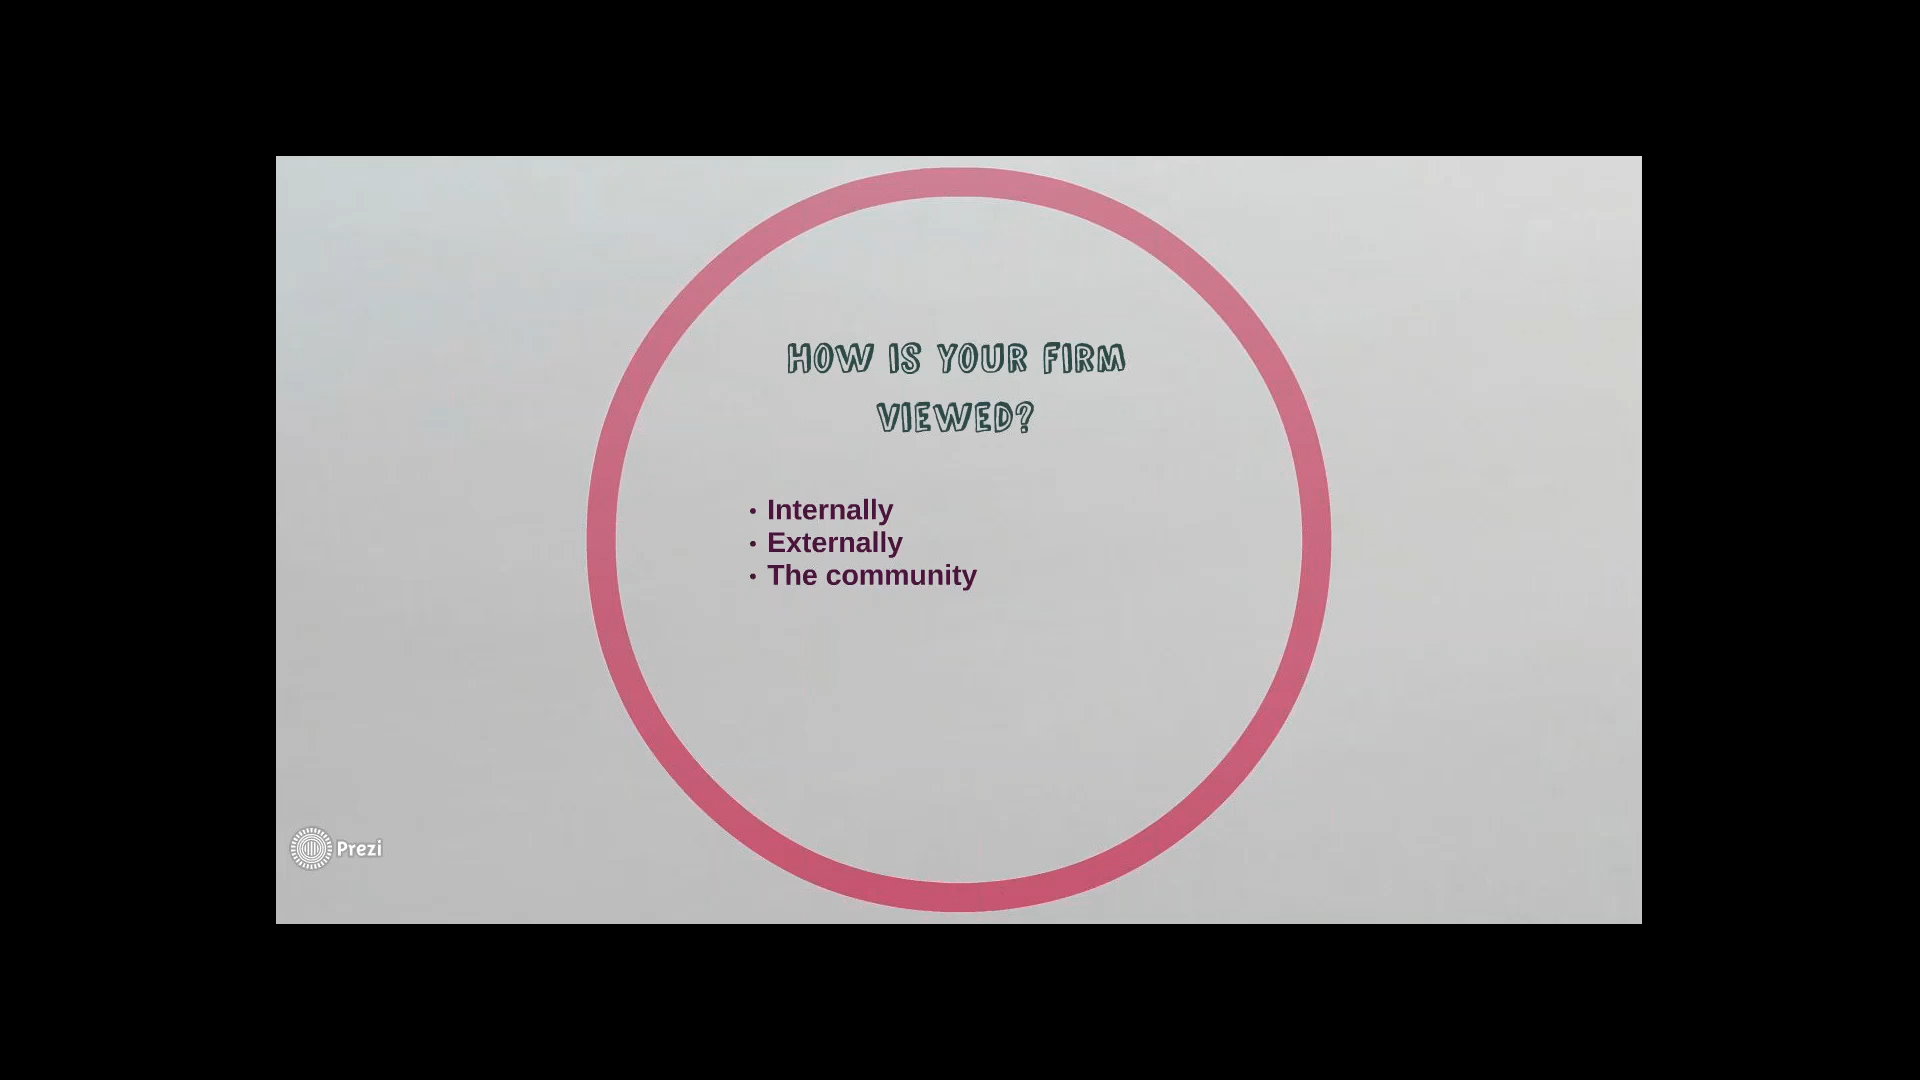 HOW IS YOUR FIRM
VIEWED?
• Internally
• Externally
• The community
Prezi